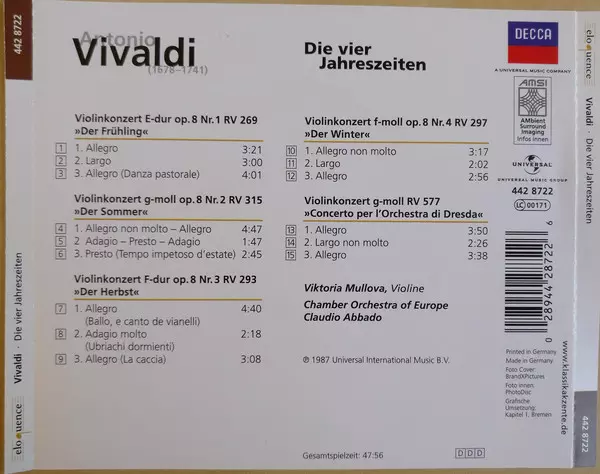 442 8722
eloquence
Vivaldi · Die vier Jahreszeiten
Antonio
Vivaldi
(1678–1741)
Violinkonzert E-dur op.8 Nr.1 RV 269
»Der Frühling«
1 1. Allegro 3:21
2 2. Largo 3:00
3 3. Allegro (Danza pastorale) 4:01
Violinkonzert g-moll op.8 Nr.2 RV 315
»Der Sommer«
4 1. Allegro non molto – Allegro 4:47
5 2. Adagio – Presto – Adagio 1:47
6 3. Presto (Tempo impetoso d'estate) 2:45
Violinkonzert F-dur op.8 Nr.3 RV 293
»Der Herbst«
7 1. Allegro 4:40
(Ballo, e canto de vianelli)
8 2. Adagio molto 2:18
(Ubriachi dormienti)
9 3. Allegro (La caccia) 3:08
Die vier
Jahreszeiten
Violinkonzert f-moll op.8 Nr.4 RV 297
»Der Winter«
10 1. Allegro non molto 3:17
11 2. Largo 2:02
12 3. Allegro 2:56
Violinkonzert g-moll RV 577
»Concerto per l'Orchestra di Dresda«
13 1. Allegro 3:50
14 2. Largo non molto 2:26
15 3. Allegro 3:38
Viktoria Mullova, Violine
Chamber Orchestra of Europe
Claudio Abbado
℗ 1987 Universal International Music B.V.
Gesamtspielzeit: 47:56
DDD
DECCA
A UNIVERSAL MUSIC COMPANY
AMSI
AMbient
Surround
Imaging
Infos innen
UNIVERSAL
UNIVERSAL MUSIC GROUP
442 8722
LC 00171
0 28944 28722 6
Printed in Germany
Made in Germany
Foto Cover:
BrandXPictures
Foto innen:
PhotoDisc
Grafische
Umsetzung:
Kapitel 1, Bremen
www.klassikakzente.de
eloquence
Vivaldi · Die vier Jahreszeiten
442 8722